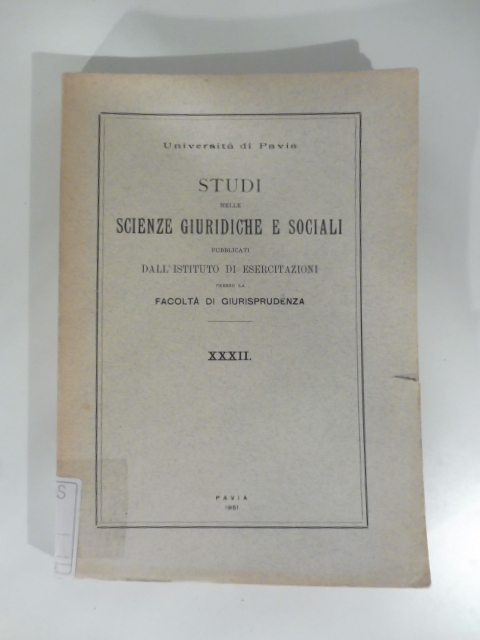 Università di Pavia
STUDI
NELLE
SCIENZE GIURIDICHE E SOCIALI
PUBBLICATI
DALL'ISTITUTO DI ESERCITAZIONI
PRESSO LA
FACOLTÀ DI GIURISPRUDENZA
XXXII.
S
PAVIA
1951